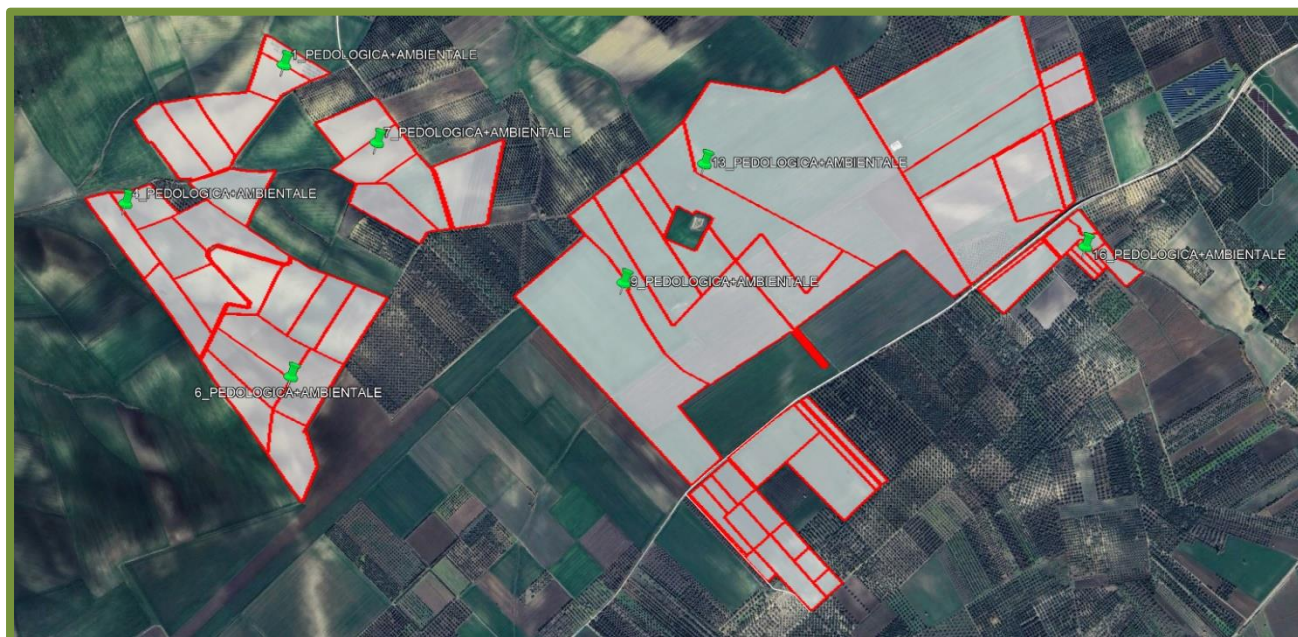 1_PEDOLOGICA+AMBIENTALE
7_PEDOLOGICA+AMBIENTALE
13_PEDOLOGICA+AMBIENTALE
4_PEDOLOGICA+AMBIENTALE
16_PEDOLOGICA+AMBIENTALE
9_PEDOLOGICA+AMBIENTALE
6_PEDOLOGICA+AMBIENTALE